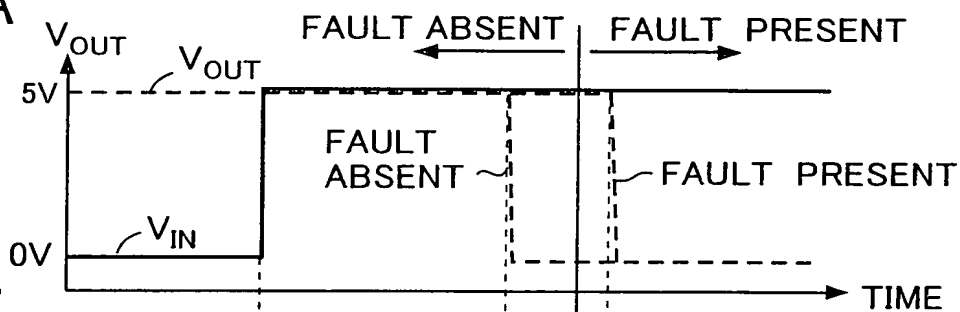 A
V_OUT
FAULT ABSENT
FAULT PRESENT
V_OUT
5V
FAULT
ABSENT
FAULT PRESENT
V_IN
0V
TIME